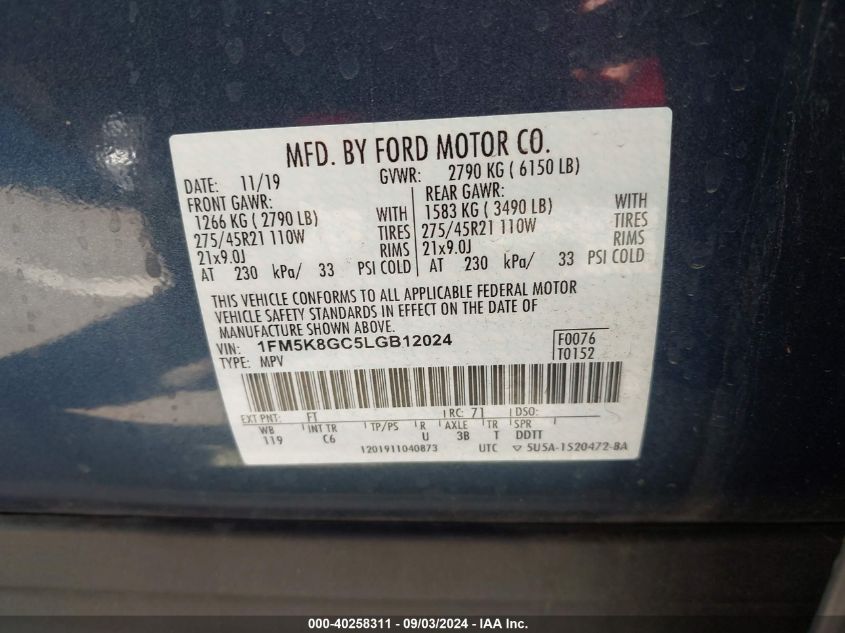 MFD. BY FORD MOTOR CO.
DATE: 11/19 GVWR: 2790 KG ( 6150 LB)
FRONT GAWR: REAR GAWR:
1266 KG ( 2790 LB) WITH 1583 KG ( 3490 LB) WITH
275/45R21 110W TIRES 275/45R21 110W TIRES
21x9.0J RIMS 21x9.0J RIMS
AT 230 kPa/ 33 PSI COLD AT 230 kPa/ 33 PSI COLD
THIS VEHICLE CONFORMS TO ALL APPLICABLE FEDERAL MOTOR
VEHICLE SAFETY STANDARDS IN EFFECT ON THE DATE OF
MANUFACTURE SHOWN ABOVE.
VIN: 1FM5K8GC5LGB12024 F0076
TYPE: MPV T0152
EXT PNT: FT RC: 71 DSO:
WB INT TR TP/PS R AXLE TR SPR
119 C6 U 3B T DDTT
1201911040873 UTC ▽ 5U5A-1520472-BA
000-40258311 - 09/03/2024 - IAA Inc.